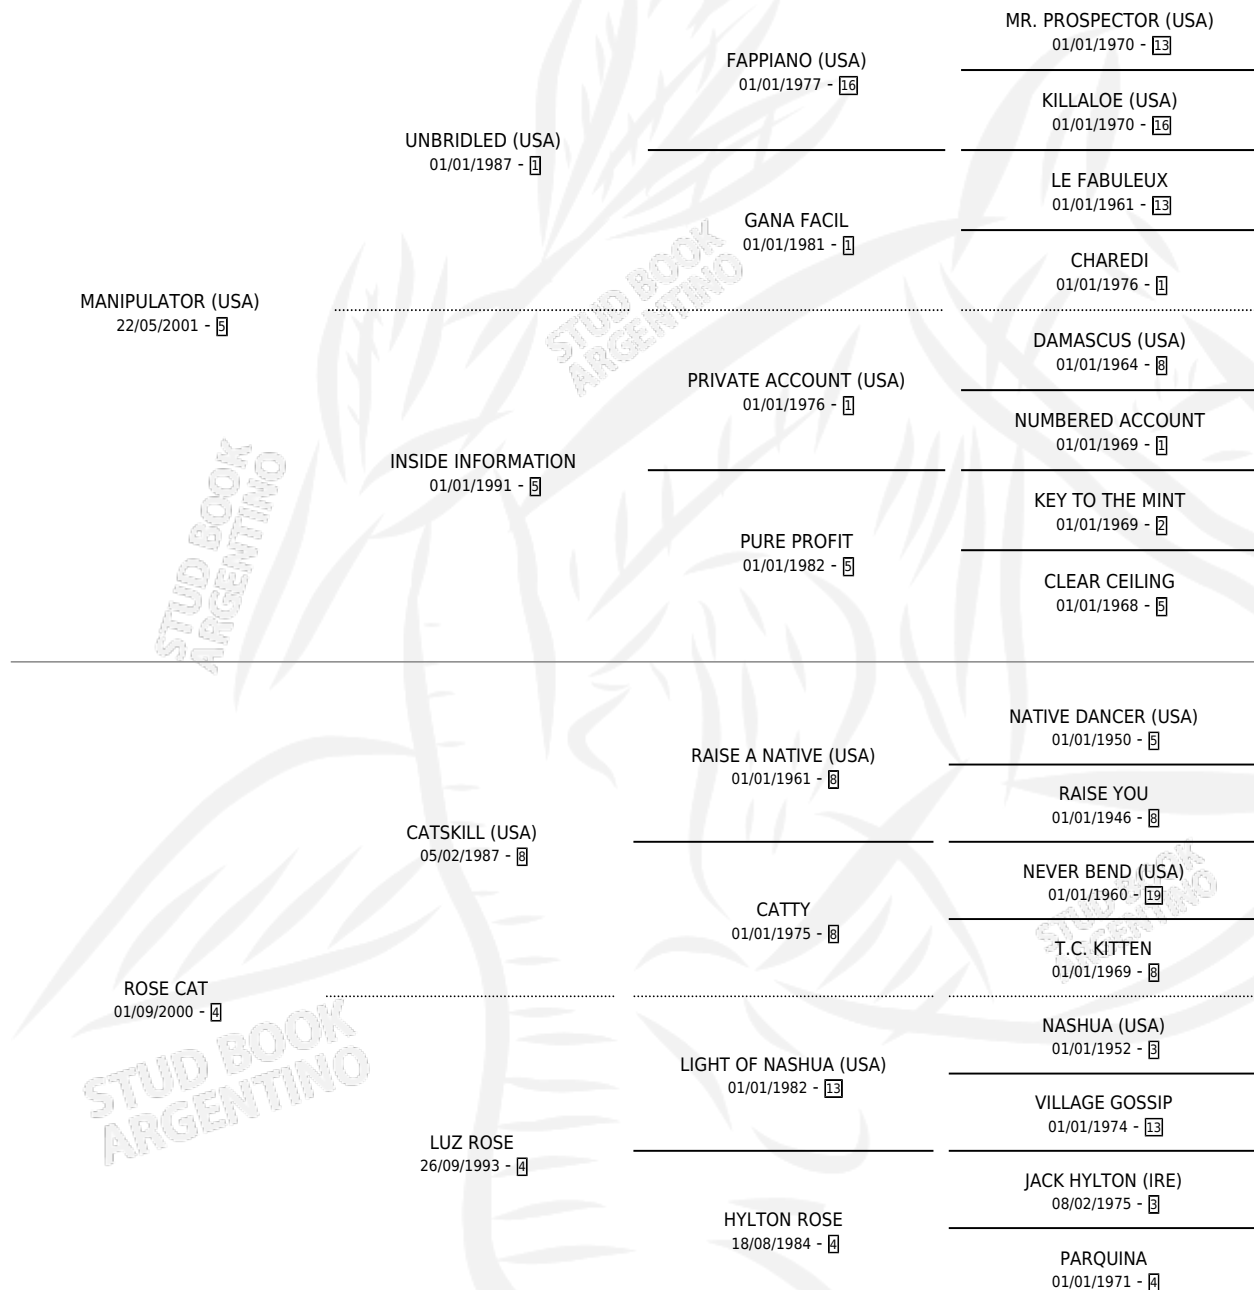 MR. PROSPECTOR (USA)
01/01/1970 - 13
FAPPIANO (USA)
01/01/1977 - 16
KILLALOE (USA)
01/01/1970 - 16
UNBRIDLED (USA)
01/01/1987 - 1
LE FABULEUX
01/01/1961 - 13
GANA FACIL
01/01/1981 - 1
CHAREDI
01/01/1976 - 1
MANIPULATOR (USA)
22/05/2001 - 5
DAMASCUS (USA)
01/01/1964 - 8
PRIVATE ACCOUNT (USA)
01/01/1976 - 1
NUMBERED ACCOUNT
01/01/1969 - 1
INSIDE INFORMATION
01/01/1991 - 5
KEY TO THE MINT
01/01/1969 - 2
PURE PROFIT
01/01/1982 - 5
CLEAR CEILING
01/01/1968 - 5
NATIVE DANCER (USA)
01/01/1950 - 5
RAISE A NATIVE (USA)
01/01/1961 - 8
RAISE YOU
01/01/1946 - 8
CATSKILL (USA)
05/02/1987 - 8
NEVER BEND (USA)
01/01/1960 - 19
CATTY
01/01/1975 - 8
T.C. KITTEN
01/01/1969 - 8
ROSE CAT
01/09/2000 - 4
NASHUA (USA)
01/01/1952 - 3
LIGHT OF NASHUA (USA)
01/01/1982 - 13
VILLAGE GOSSIP
01/01/1974 - 13
LUZ ROSE
26/09/1993 - 4
JACK HYLTON (IRE)
08/02/1975 - 3
HYLTON ROSE
18/08/1984 - 4
PARQUINA
01/01/1971 - 4
STUD BOOK
ARGENTINO
STUD BOOK
ARGENTINO
STUD BOOK
ARGENTINO
STUD BOOK
ARGENTINO